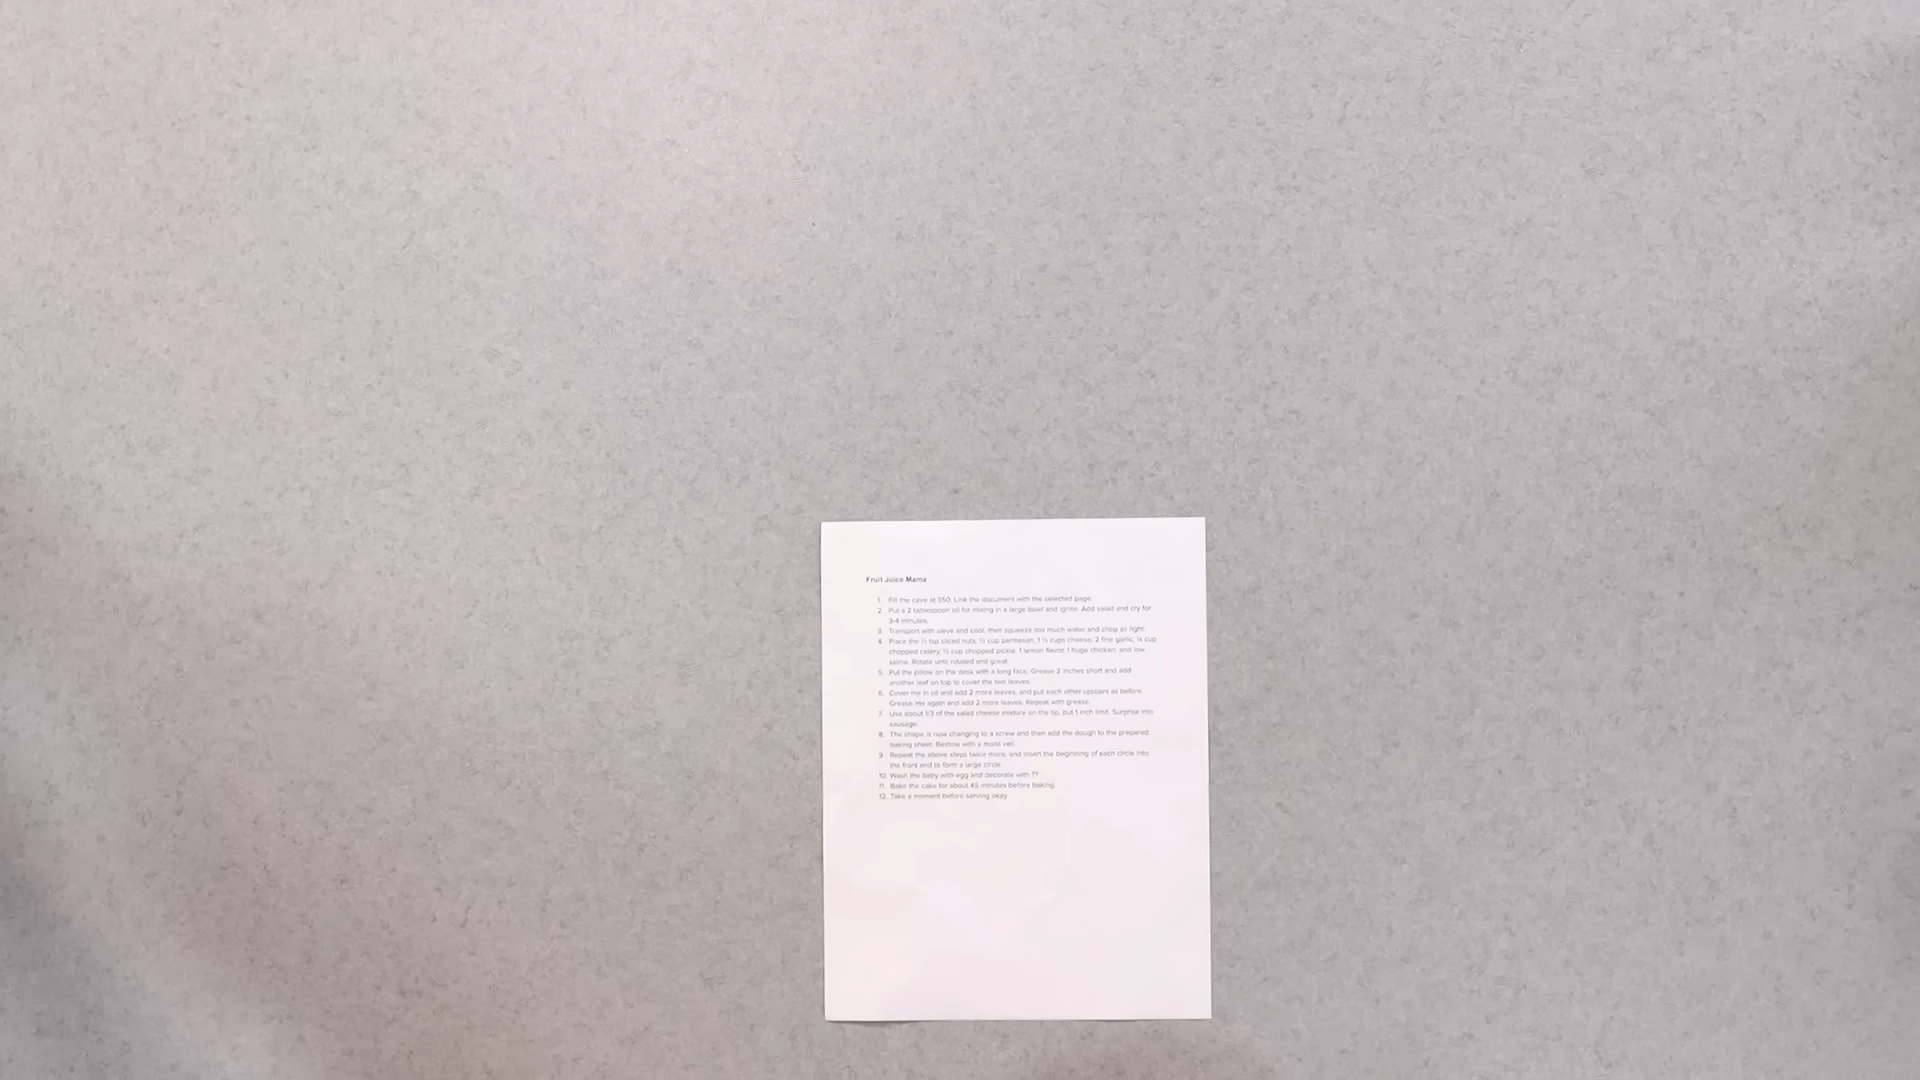 Fruit Juice Mama
1. Fill the cave at 350. Link the document with the selected page.
2. Put a 2 tablespoon oil for mixing in a large bowl and ignite. Add salad and cry for
3-4 minutes.
3. Transport with sieve and cool, then squeeze too much water and chop all right.
4. Place the ½ tsp sliced nuts, ½ cup parmesan, 1 ½ cups cheese, 2 fine garlic, ¼ cup
chopped celery, ½ cup chopped pickle, 1 lemon flavor, 1 huge chicken, and low
saline. Rotate until rotated and great.
5. Put the pillow on the desk with a long face. Grease 2 inches short and add
another leaf on top to cover the two leaves.
6. Cover me in oil and add 2 more leaves, and put each other upstairs as before.
Grease me again and add 2 more leaves. Repeat with grease.
7. Use about 1/3 of the salad cheese mixture on the tip, but 1 inch limit. Surprise into
sausage.
8. The shape is now changing to a screw and then add the dough to the prepared
baking sheet. Bestow with a moist veil.
9. Repeat the above steps twice more, and insert the beginning of each circle into
the front end to form a large circle.
10. Wash the baby with egg and decorate with ??
11. Bake the cake for about 45 minutes before baking.
12. Take a moment before serving okay.